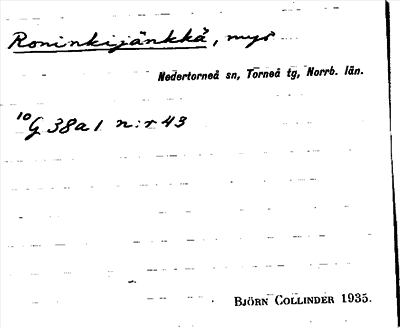 Roninkijänkkä, myr
Nedertorneå sn, Torneå tg, Norrb. län.
10G 38a1 n:r 43
BJÖRN COLLINDER 1935.